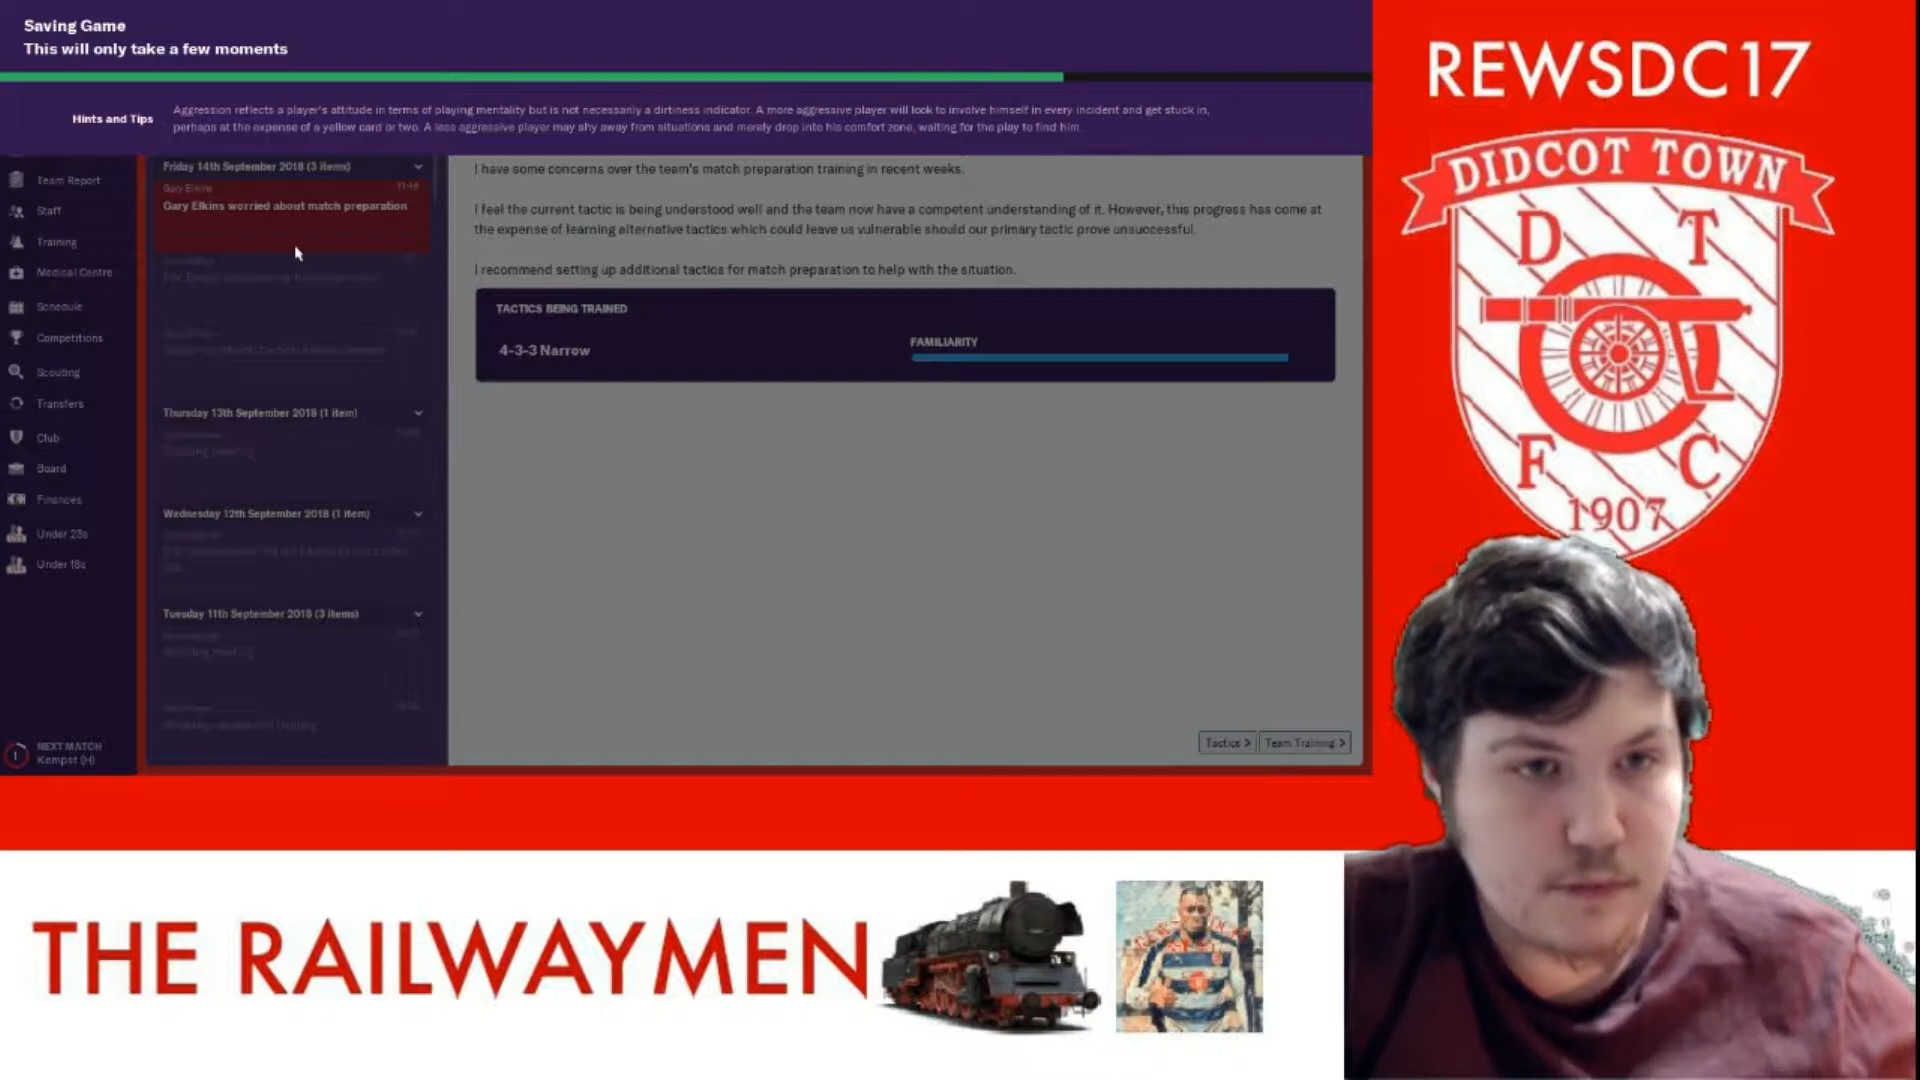 Saving Game
This will only take a few moments
Hints and Tips
Aggression reflects a player's attitude in terms of playing mentality but is not necessarily a dirtiness indicator. A more aggressive player will look to involve himself in every incident and get stuck in,
perhaps at the expense of a yellow card or two. A less aggressive player may shy away from situations and merely drop into his comfort zone, waiting for the play to find him.
Team Report
Staff
Training
Medical Centre
Schedule
Competitions
Scouting
Transfers
Club
Board
Finances
Under 23s
Under 18s
1
NEXT MATCH
Kempst (H)
Friday 14th September 2018 (3 items)
Gary Elkins 11:48
Gary Elkins worried about match preparation
Thursday 13th September 2018 (1 item)
Wednesday 12th September 2018 (1 item)
Tuesday 11th September 2018 (3 items)
I have some concerns over the team's match preparation training in recent weeks.
I feel the current tactic is being understood well and the team now have a competent understanding of it. However, this progress has come at
the expense of learning alternative tactics which could leave us vulnerable should our primary tactic prove unsuccessful.
I recommend setting up additional tactics for match preparation to help with the situation.
TACTICS BEING TRAINED
4-3-3 Narrow
FAMILIARITY
Tactics >
Team Training >
REWSDC17
DIDCOT TOWN
D T
F C
1907
THE RAILWAYMEN